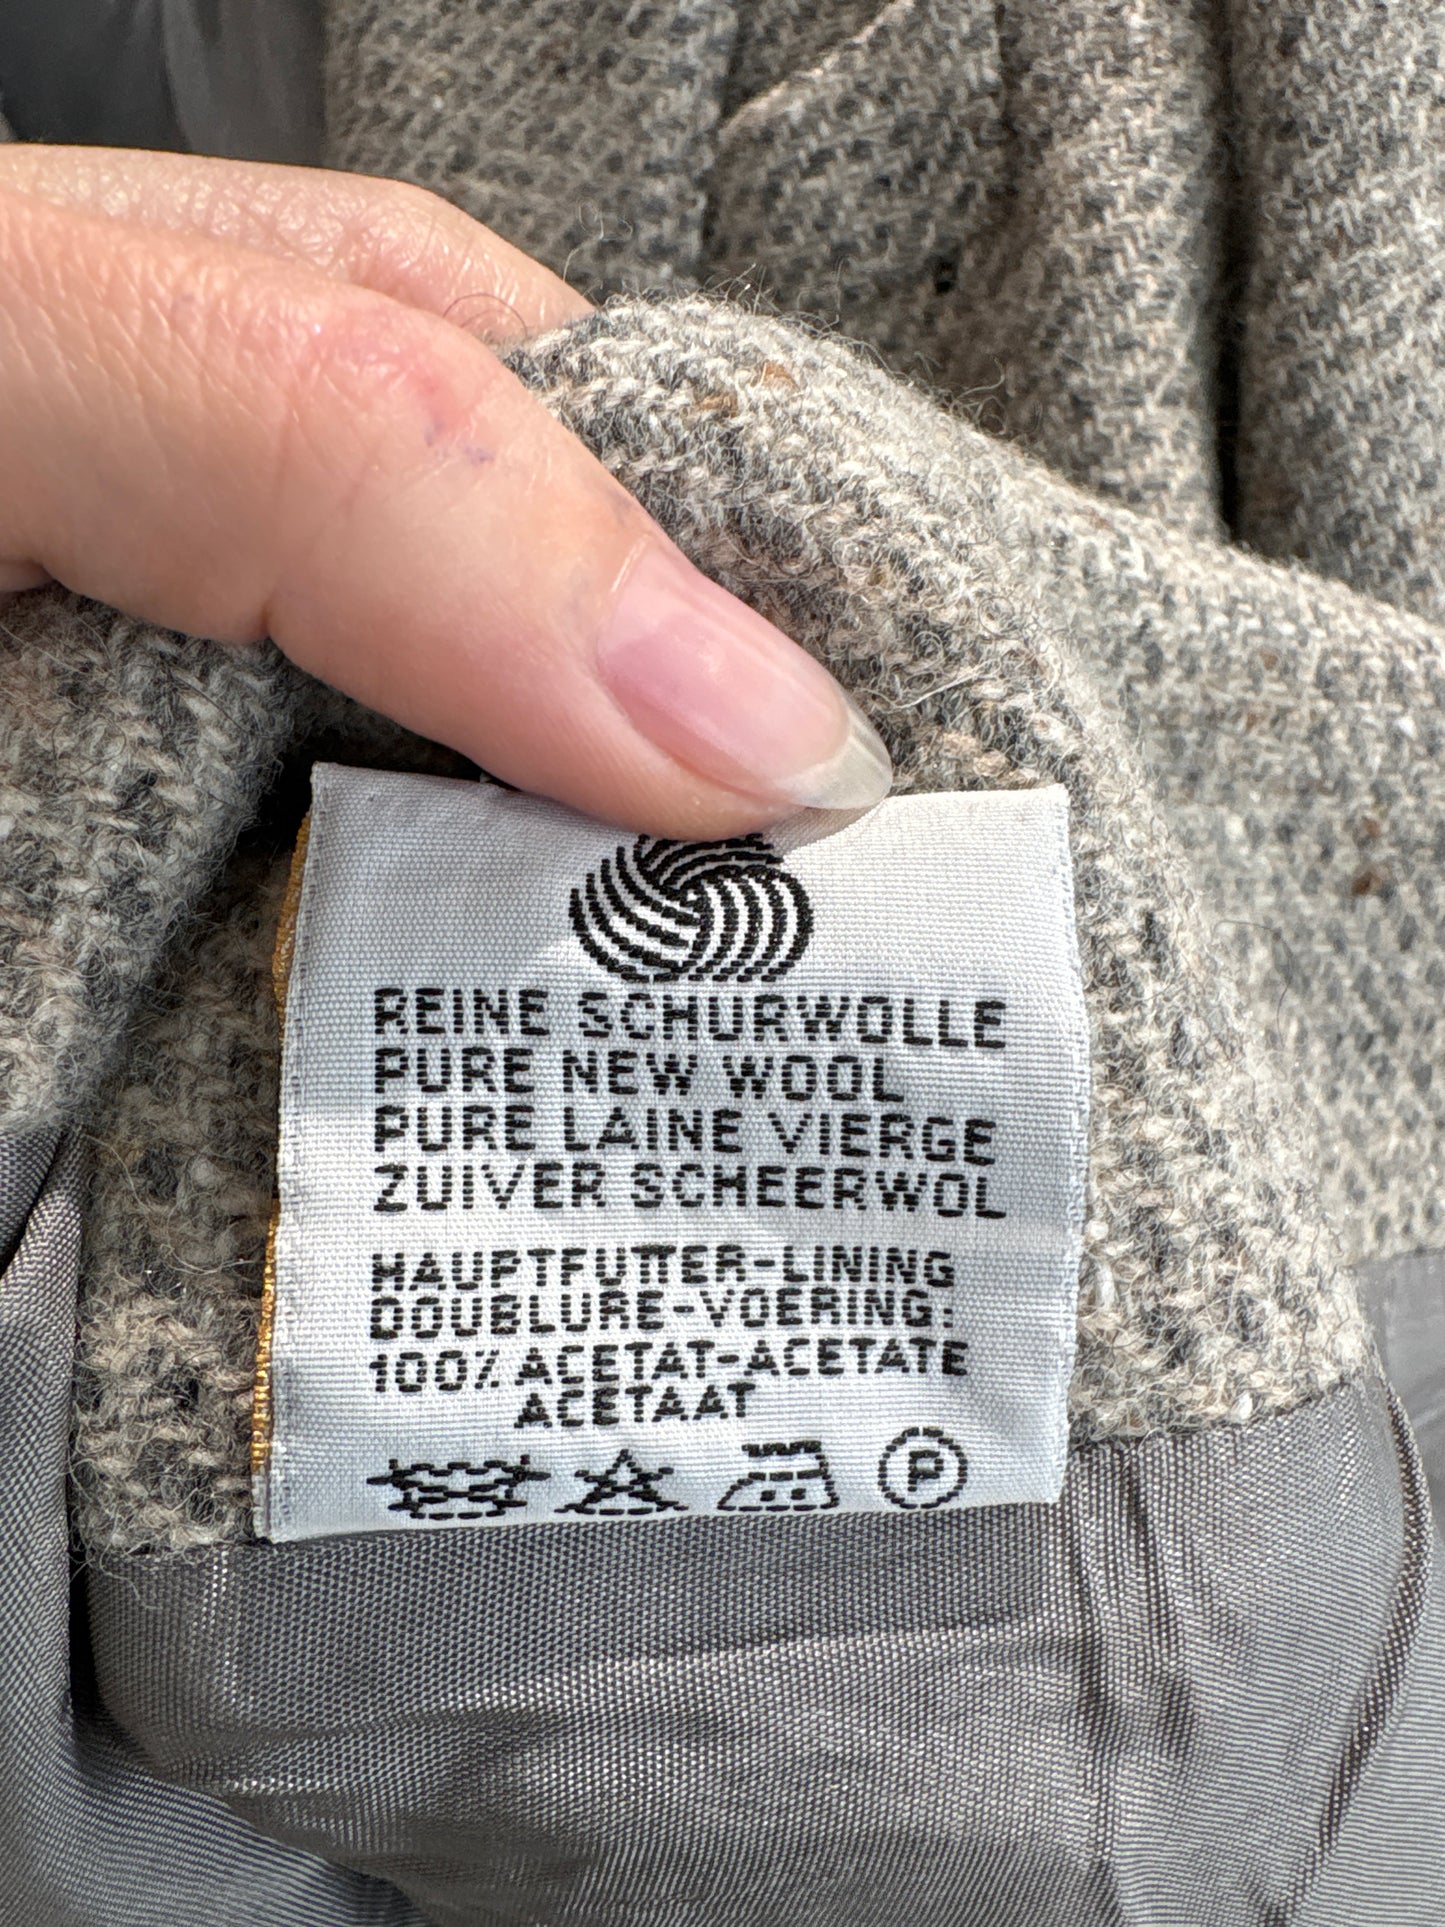 REINE SCHURWOLLE
PURE NEW WOOL
PURE LAINE VIERGE
ZUIVER SCHEERWOL
HAUPTFUTTER-LINING
DOUBLURE-VOERING:
100% ACETAT-ACETATE
ACETAAT
P